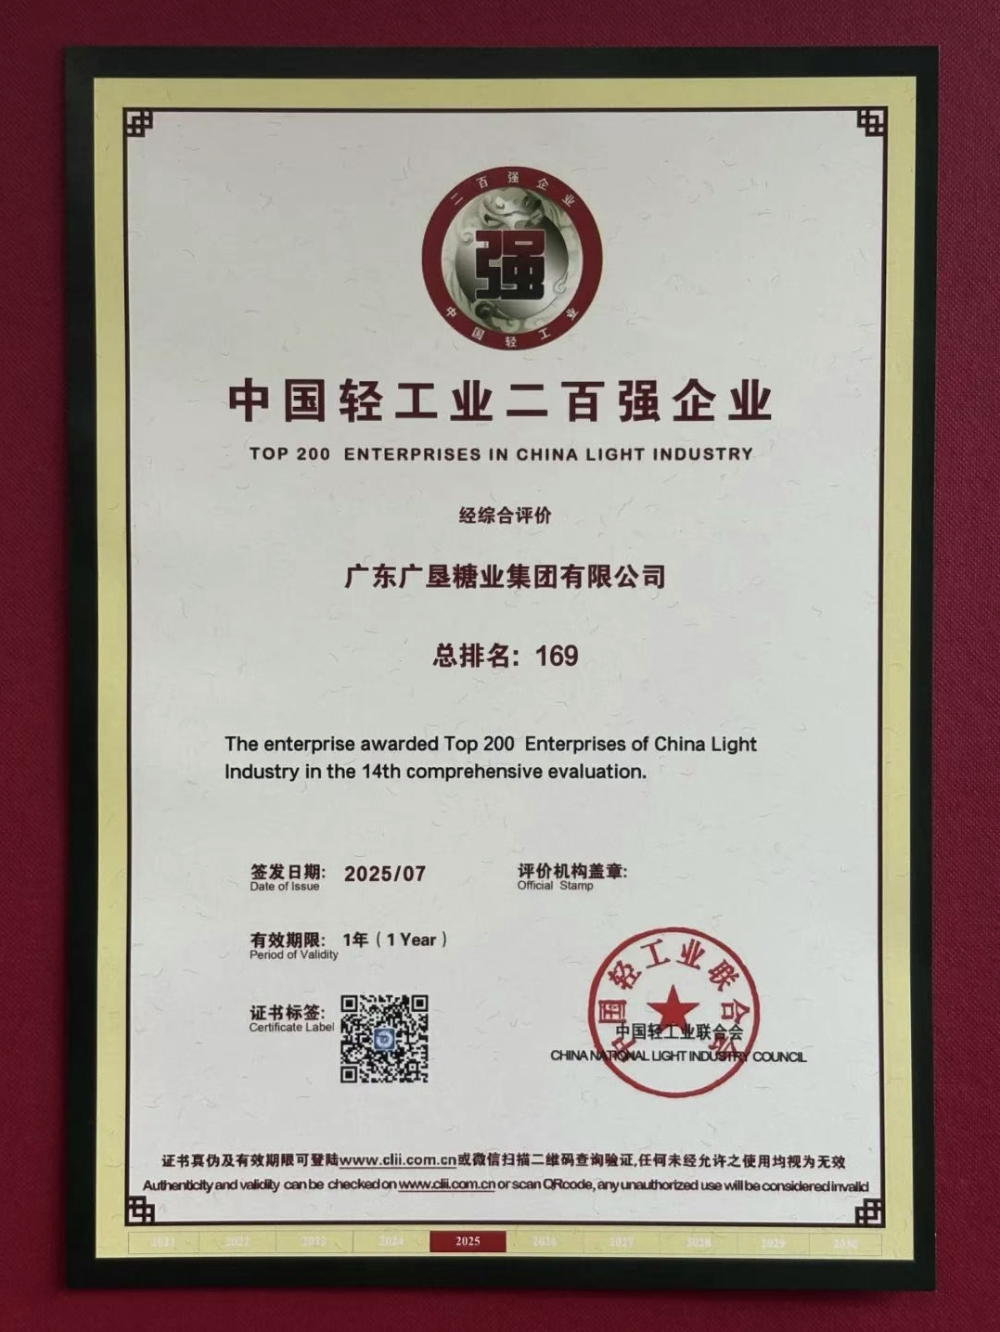 二百强企业
强
中国轻工业
中国轻工业二百强企业
TOP 200 ENTERPRISES IN CHINA LIGHT INDUSTRY
经综合评价
广东广垦糖业集团有限公司
总排名: 169
The enterprise awarded Top 200 Enterprises of China Light
Industry in the 14th comprehensive evaluation.
签发日期: 2025/07
Date of Issue
评价机构盖章:
Official Stamp
有效期限: 1年（1 Year）
Period of Validity
证书标签:
Certificate Label
中国轻工业联合会
中国轻工业联合会
CHINA NATIONAL LIGHT INDUSTRY COUNCIL
证书真伪及有效期限可登陆www.clii.com.cn或微信扫描二维码查询验证,任何未经允许之使用均视为无效
Authenticity and validity can be checked on www.clii.com.cn or scan QRcode, any unauthorized use will be considered invalid
2021 2022 2023 2024 2025 2026 2027 2028 2029 2030